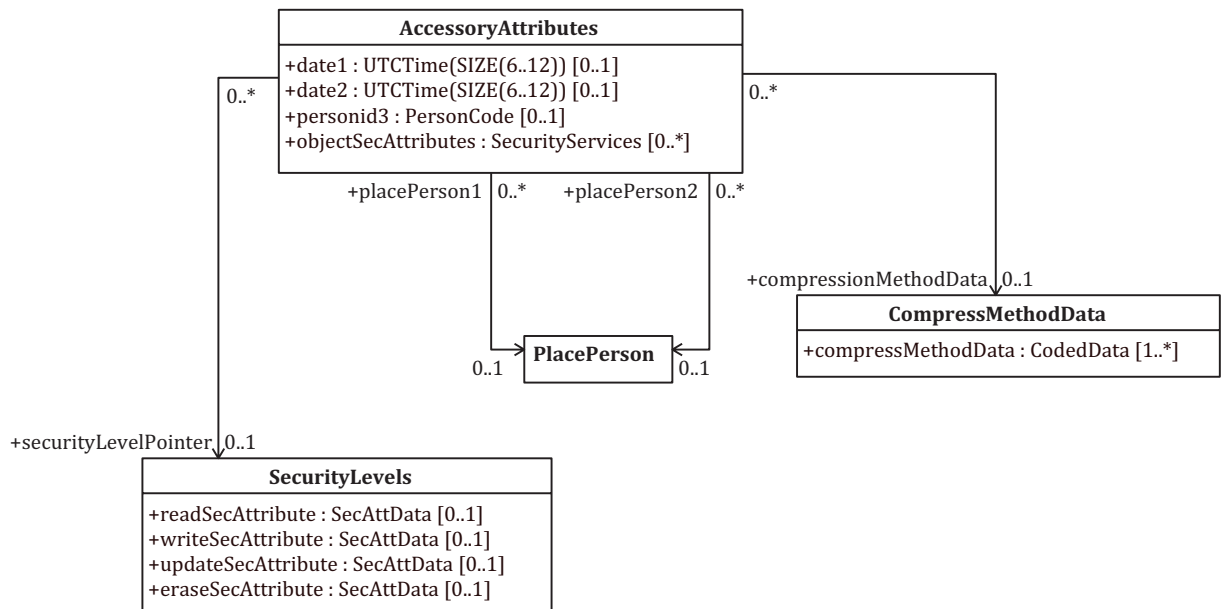 AccessoryAttributes
+date1 : UTCTime(SIZE(6..12)) [0..1]
+date2 : UTCTime(SIZE(6..12)) [0..1]
+personid3 : PersonCode [0..1]
+objectSecAttributes : SecurityServices [0..*]
0..*
0..*
+placePerson1 0..*
+placePerson2 0..*
+compressionMethodData 0..1
CompressMethodData
+compressMethodData : CodedData [1..*]
PlacePerson
0..1
0..1
+securityLevelPointer 0..1
SecurityLevels
+readSecAttribute : SecAttData [0..1]
+writeSecAttribute : SecAttData [0..1]
+updateSecAttribute : SecAttData [0..1]
+eraseSecAttribute : SecAttData [0..1]